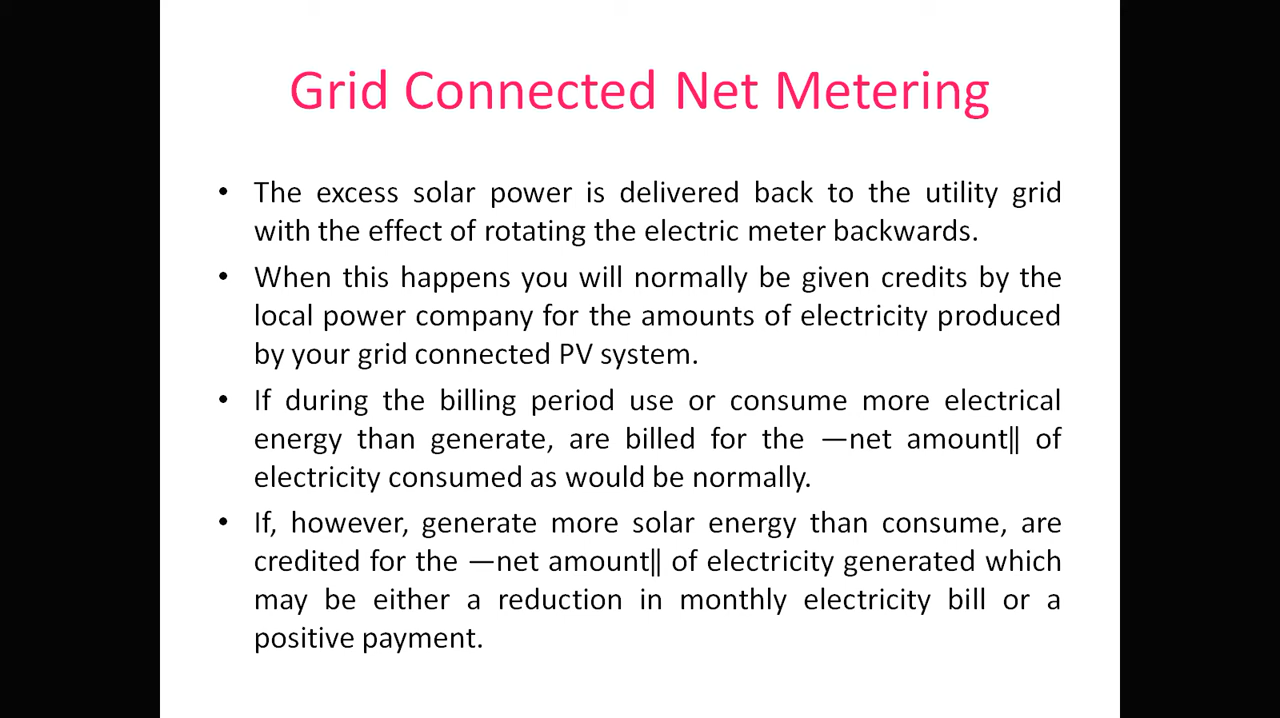 Grid Connected Net Metering
• The excess solar power is delivered back to the utility grid
with the effect of rotating the electric meter backwards.
• When this happens you will normally be given credits by the
local power company for the amounts of electricity produced
by your grid connected PV system.
• If during the billing period use or consume more electrical
energy than generate, are billed for the ―net amount‖ of
electricity consumed as would be normally.
• If, however, generate more solar energy than consume, are
credited for the ―net amount‖ of electricity generated which
may be either a reduction in monthly electricity bill or a
positive payment.